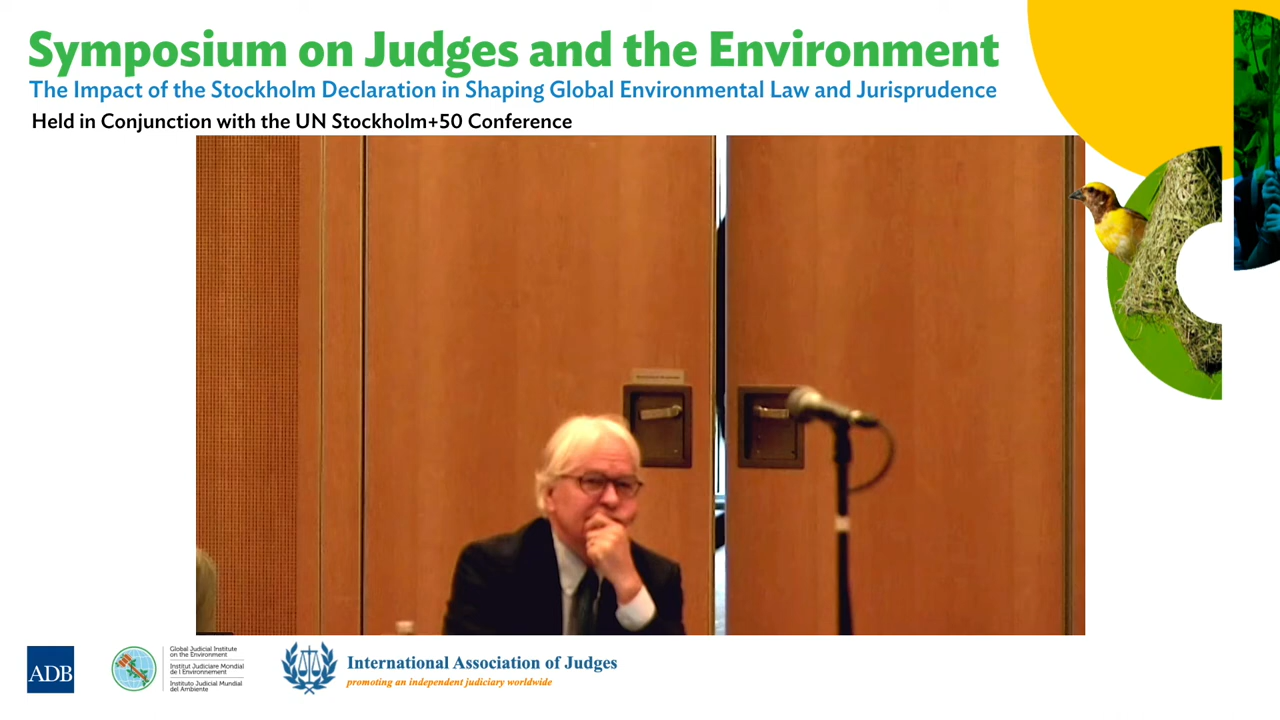 Symposium on Judges and the Environment
The Impact of the Stockholm Declaration in Shaping Global Environmental Law and Jurisprudence
Held in Conjunction with the UN Stockholm+50 Conference
ADB
Global Judicial Institute
on the Environment
Institut Judiciaire Mondial
de l Environnement
Instituto Judicial Mundial
del Ambiente
International Association of Judges
promoting an independent judiciary worldwide